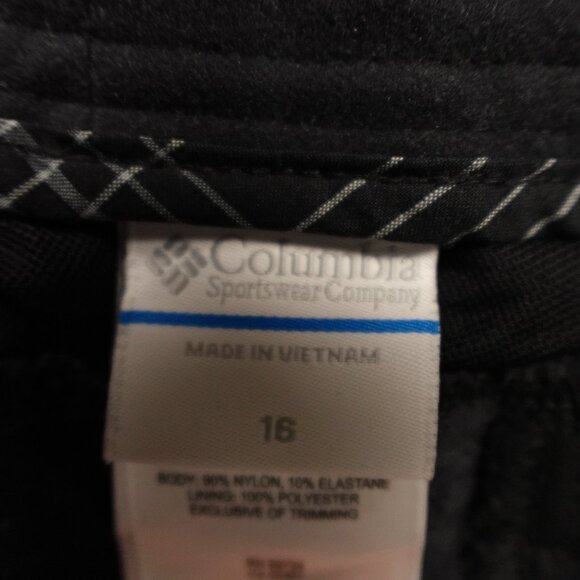 Columbia
Sportswear Company
MADE IN VIETNAM
16
BODY: 90% NYLON, 10% ELASTANE
LINING: 100% POLYESTER
EXCLUSIVE OF TRIMMING